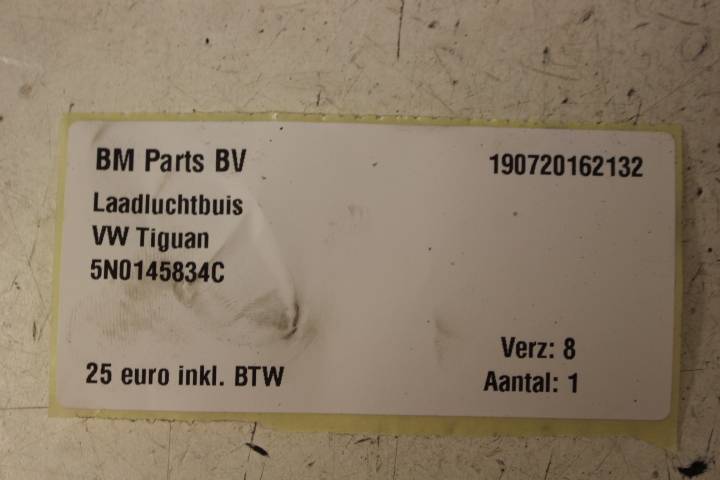 BM Parts BV
190720162132
Laadluchtbuis
VW Tiguan
5N0145834C
Verz: 8
25 euro inkl. BTW
Aantal: 1